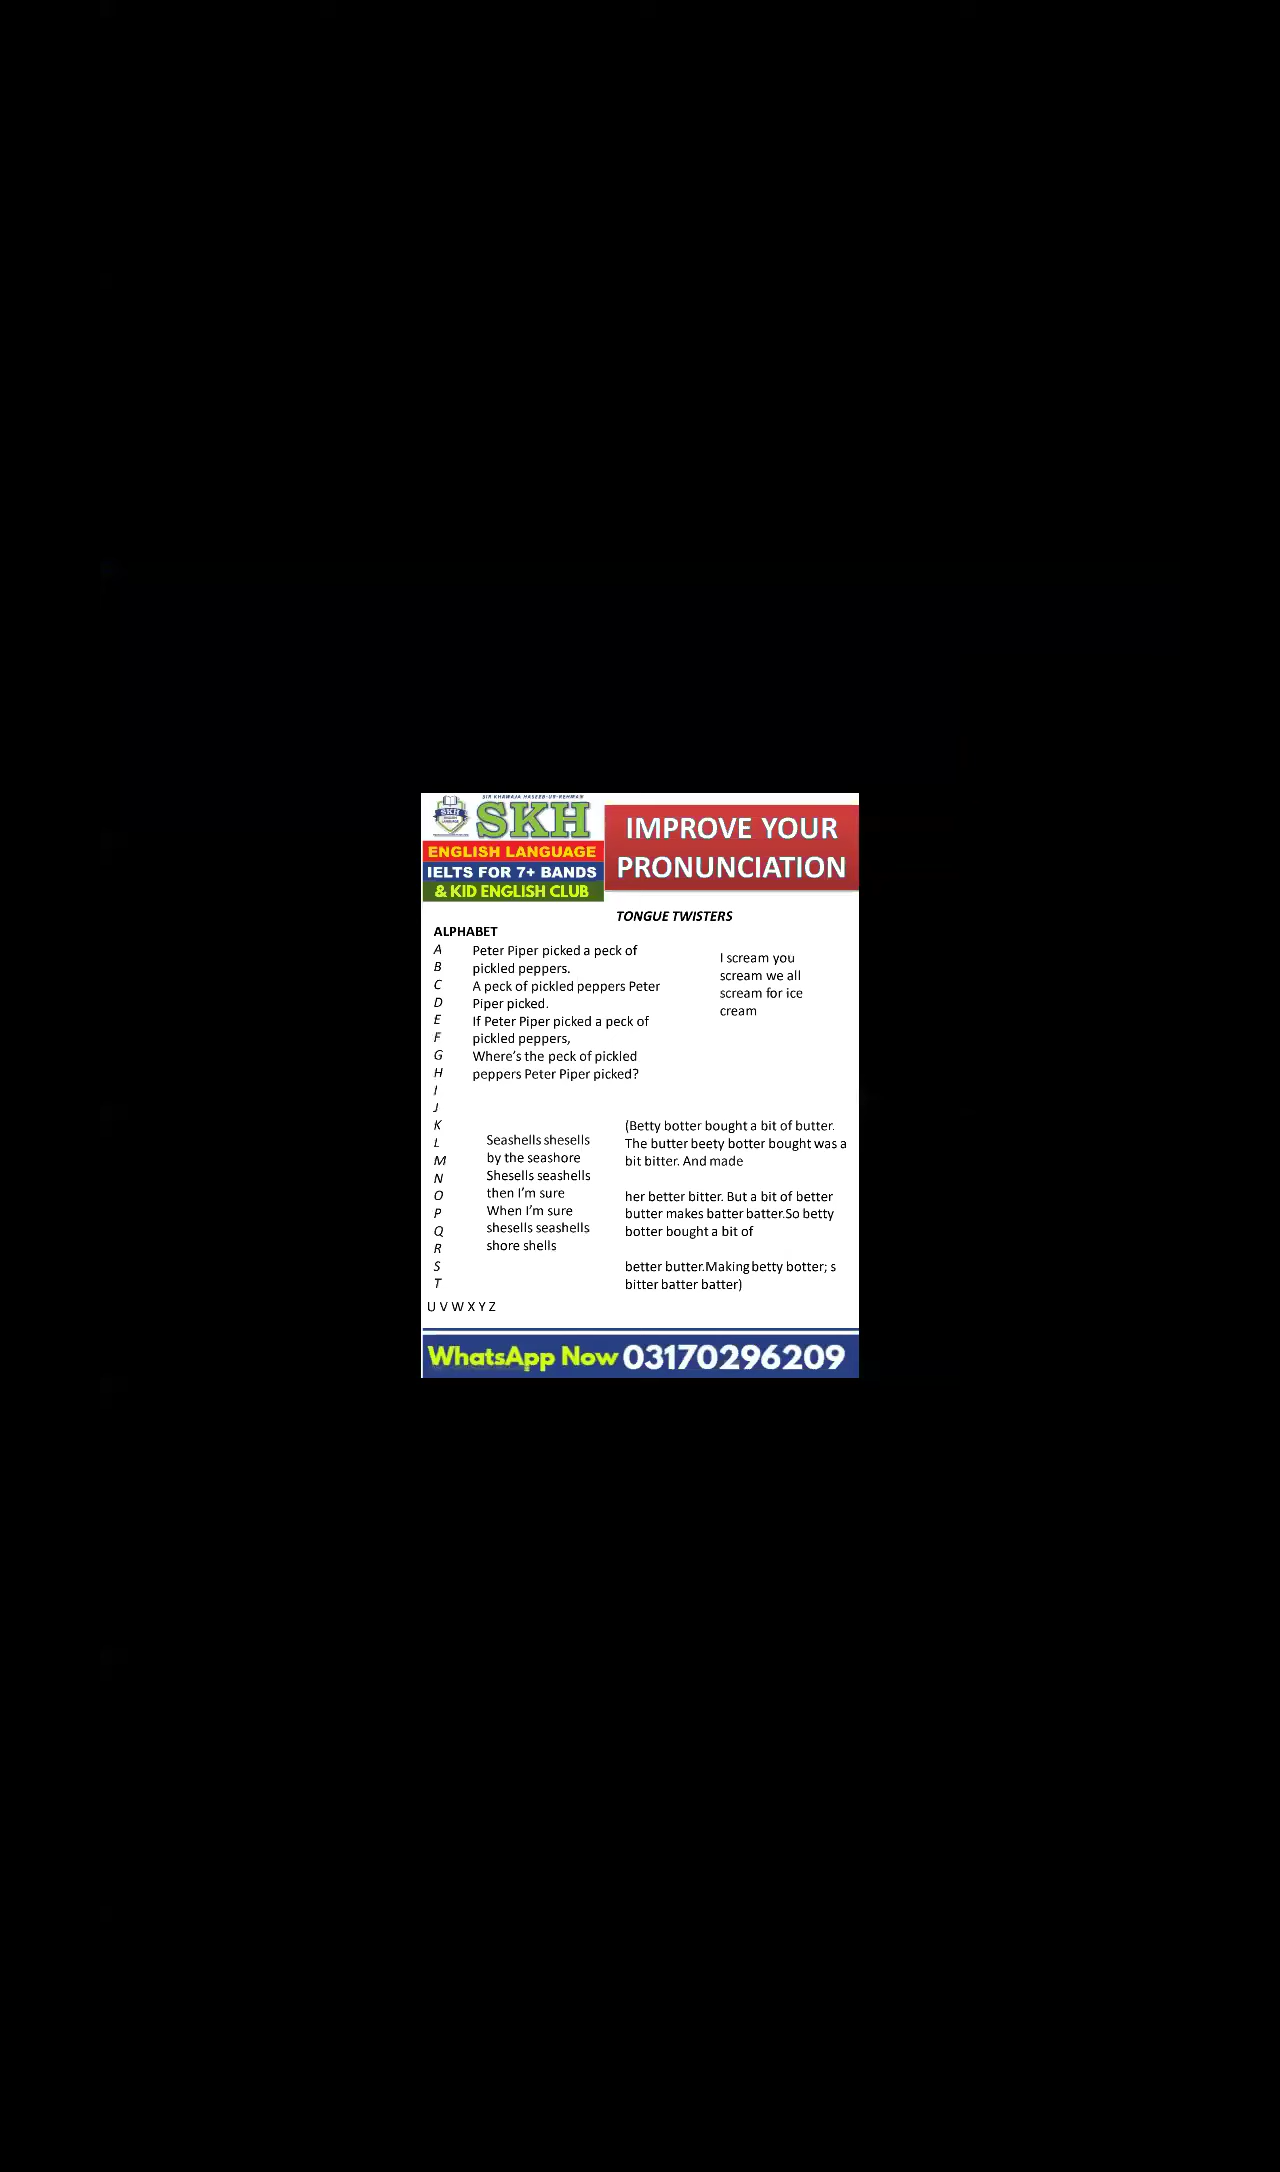 SIR KHAWAJA HASEEB-UR-REHMAN
SKH
SKH
ENGLISH LANGUAGE
IELTS FOR 7+ BANDS
& KID ENGLISH CLUB
IMPROVE YOUR
PRONUNCIATION
TONGUE TWISTERS
ALPHABET
A
B
C
D
E
F
G
H
I
J
K
L
M
N
O
P
Q
R
S
T
U V W X Y Z
Peter Piper picked a peck of
pickled peppers.
A peck of pickled peppers Peter
Piper picked.
If Peter Piper picked a peck of
pickled peppers,
Where's the peck of pickled
peppers Peter Piper picked?
I scream you
scream we all
scream for ice
cream
Seashells shesells
by the seashore
Shesells seashells
then I'm sure
When I'm sure
shesells seashells
shore shells
(Betty botter bought a bit of butter.
The butter beety botter bought was a
bit bitter. And made
her better bitter. But a bit of better
butter makes batter batter.So betty
botter bought a bit of
better butter.Making betty botter; s
bitter batter batter)
WhatsApp Now 03170296209